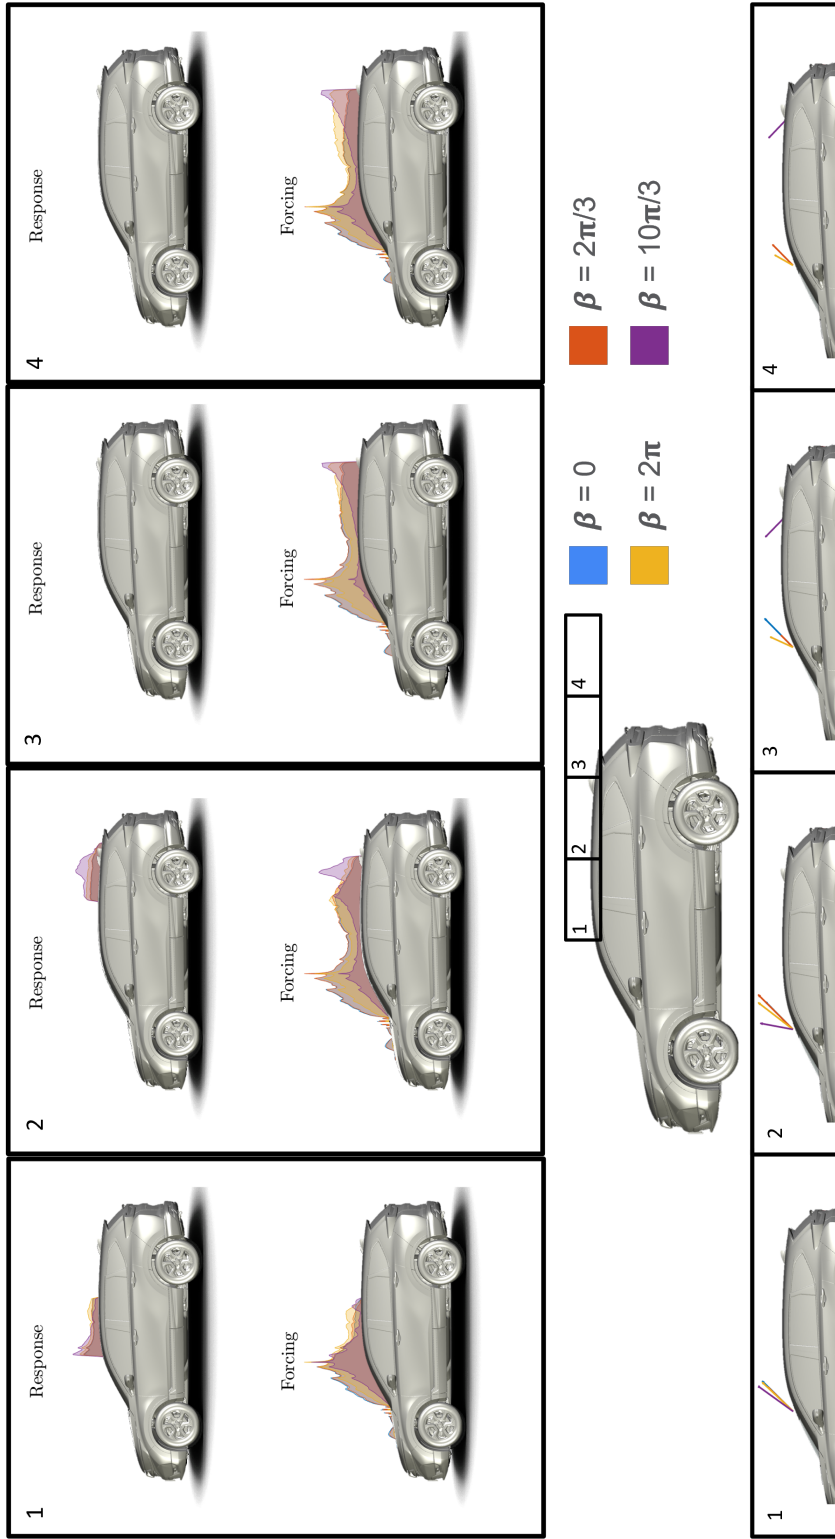 1
Response
Forcing
2
Response
Forcing
3
Response
Forcing
4
Response
Forcing
1 2 3 4
β = 0
β = 2π/3
β = 2π
β = 10π/3
1
2
3
4